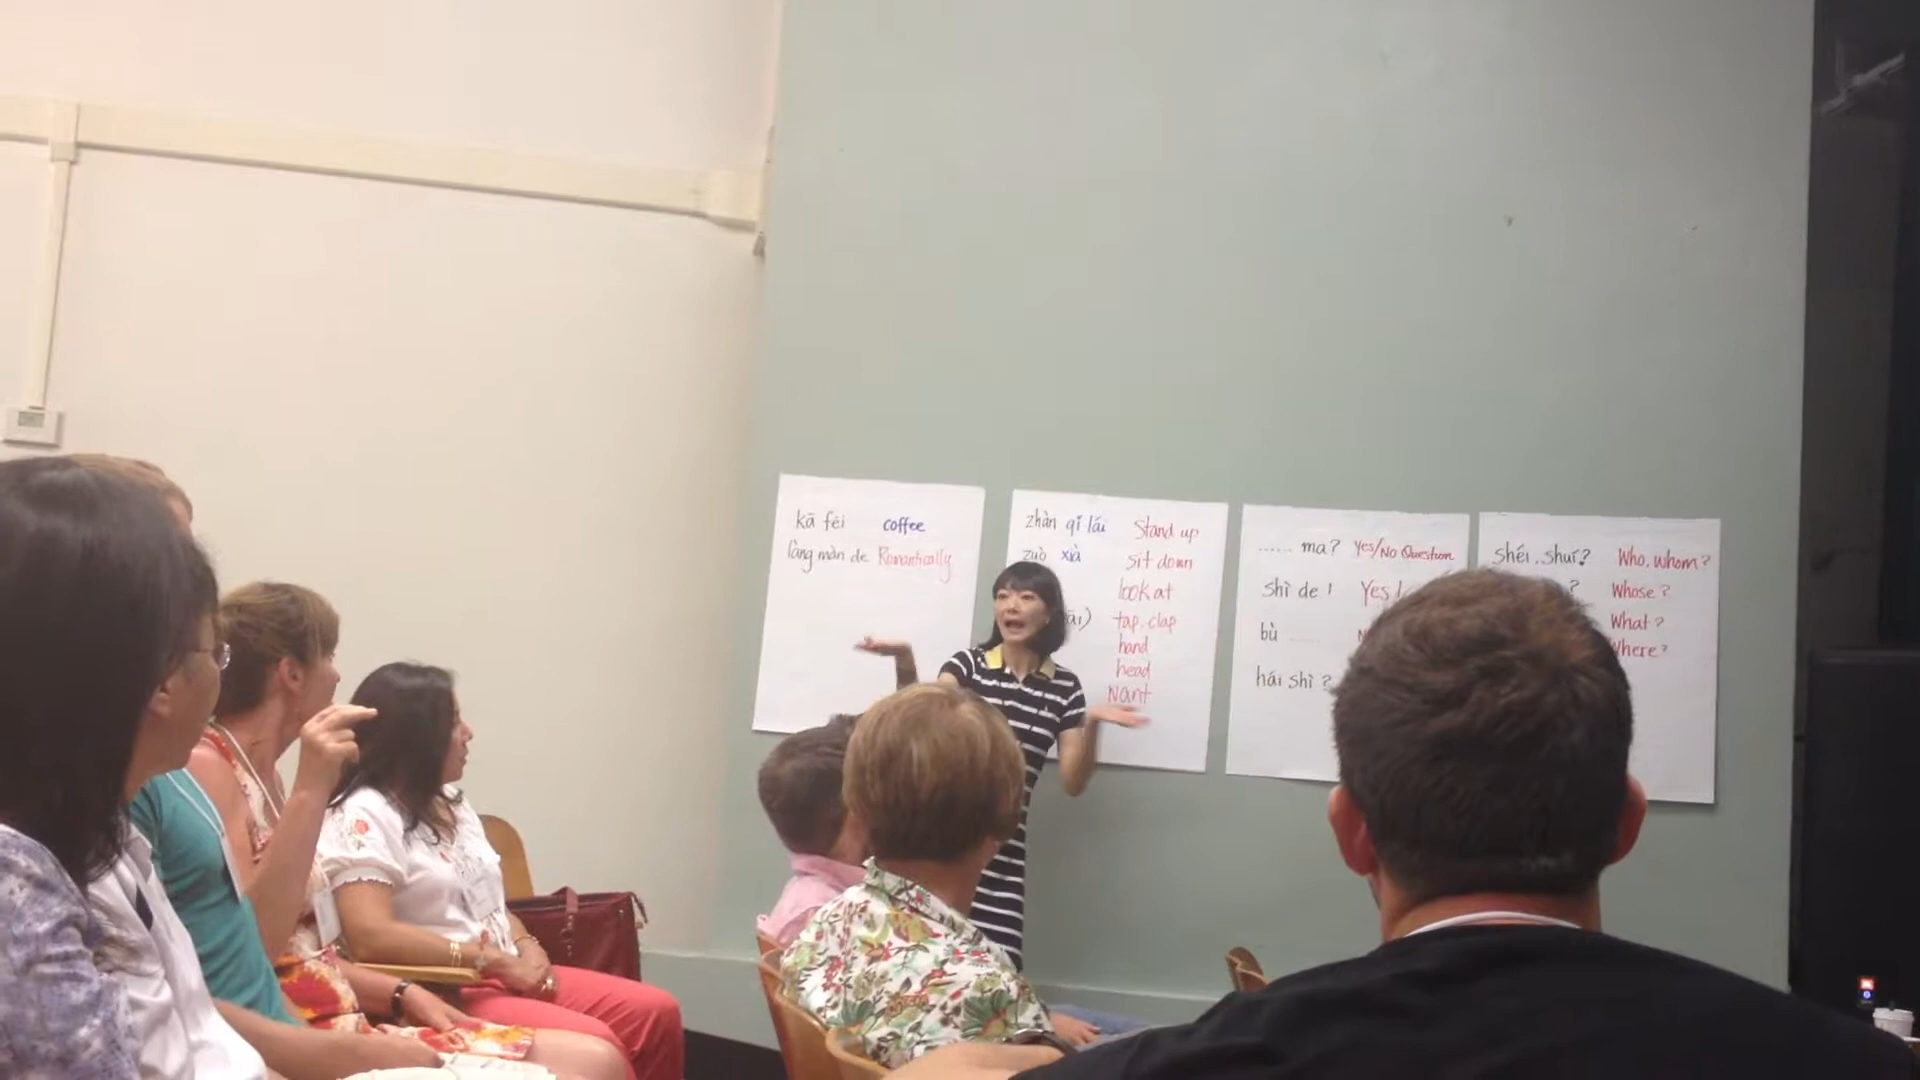 kā fēi coffee
làng màn de Romantically
zhàn qǐ lái Stand up
zuò xià sit down
look at
tap. clap
hand
head
want
...... ma? Yes/No Question
shì de! Yes!
bù ......
hái shì?
shéi. shuí? Who. whom?
? Whose?
What?
Where?